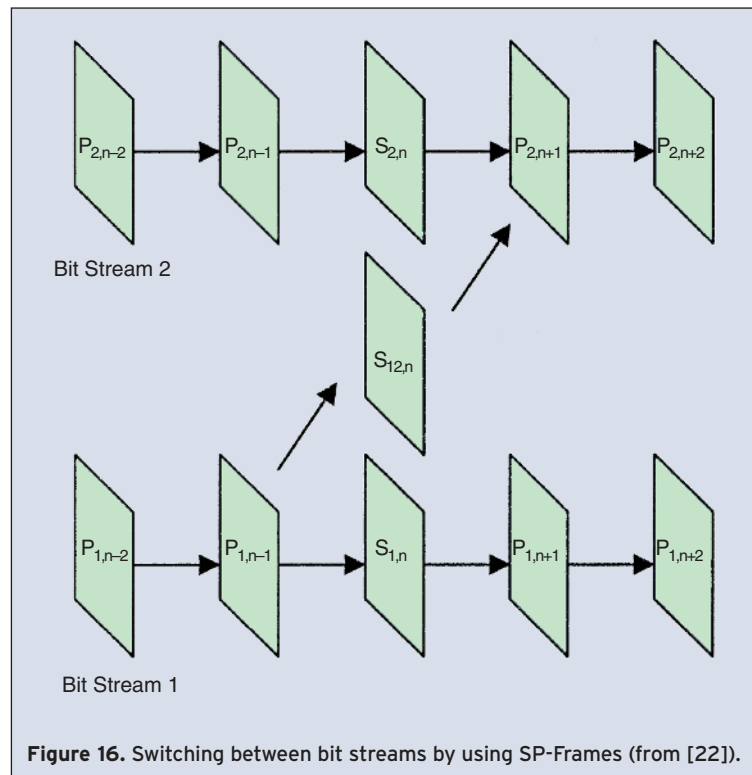 P2,n–2 P2,n–1 S2,n P2,n+1 P2,n+2
Bit Stream 2
S12,n
P1,n–2 P1,n–1 S1,n P1,n+1 P1,n+2
Bit Stream 1
Figure 16. Switching between bit streams by using SP-Frames (from [22]).